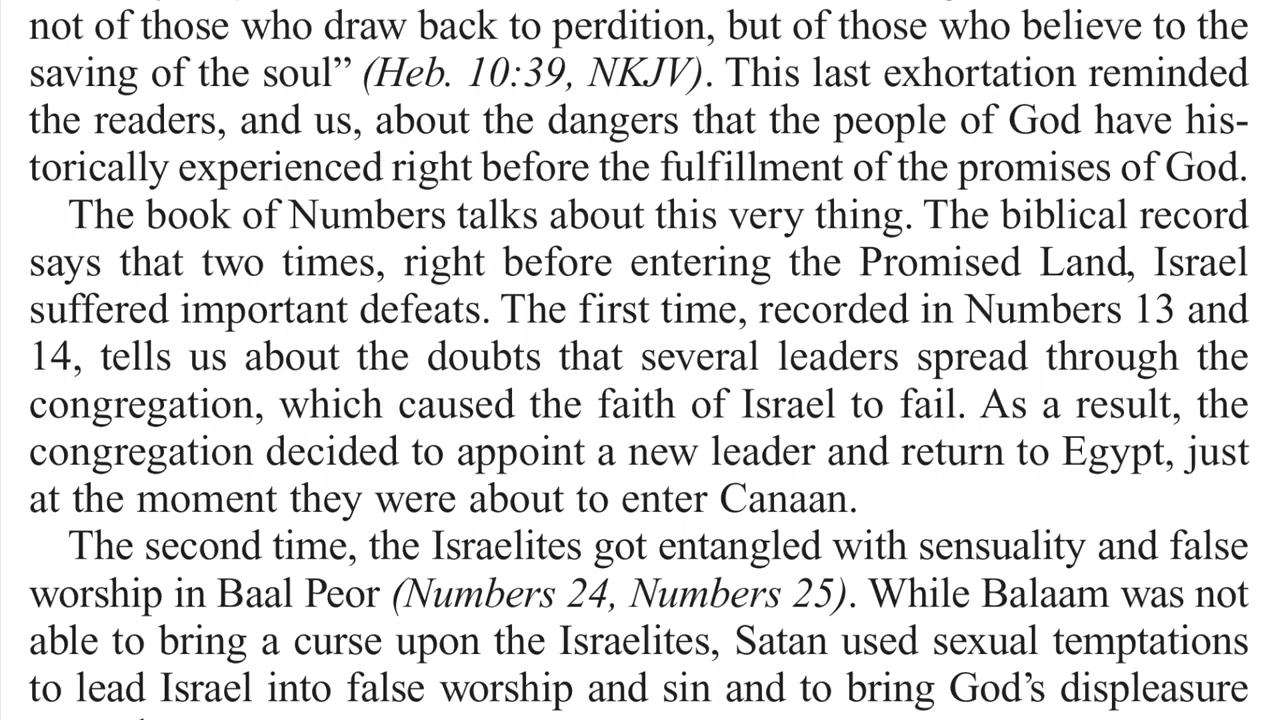 not of those who draw back to perdition, but of those who believe to the
saving of the soul” (Heb. 10:39, NKJV). This last exhortation reminded
the readers, and us, about the dangers that the people of God have his-
torically experienced right before the fulfillment of the promises of God.
The book of Numbers talks about this very thing. The biblical record
says that two times, right before entering the Promised Land, Israel
suffered important defeats. The first time, recorded in Numbers 13 and
14, tells us about the doubts that several leaders spread through the
congregation, which caused the faith of Israel to fail. As a result, the
congregation decided to appoint a new leader and return to Egypt, just
at the moment they were about to enter Canaan.
The second time, the Israelites got entangled with sensuality and false
worship in Baal Peor (Numbers 24, Numbers 25). While Balaam was not
able to bring a curse upon the Israelites, Satan used sexual temptations
to lead Israel into false worship and sin and to bring God’s displeasure